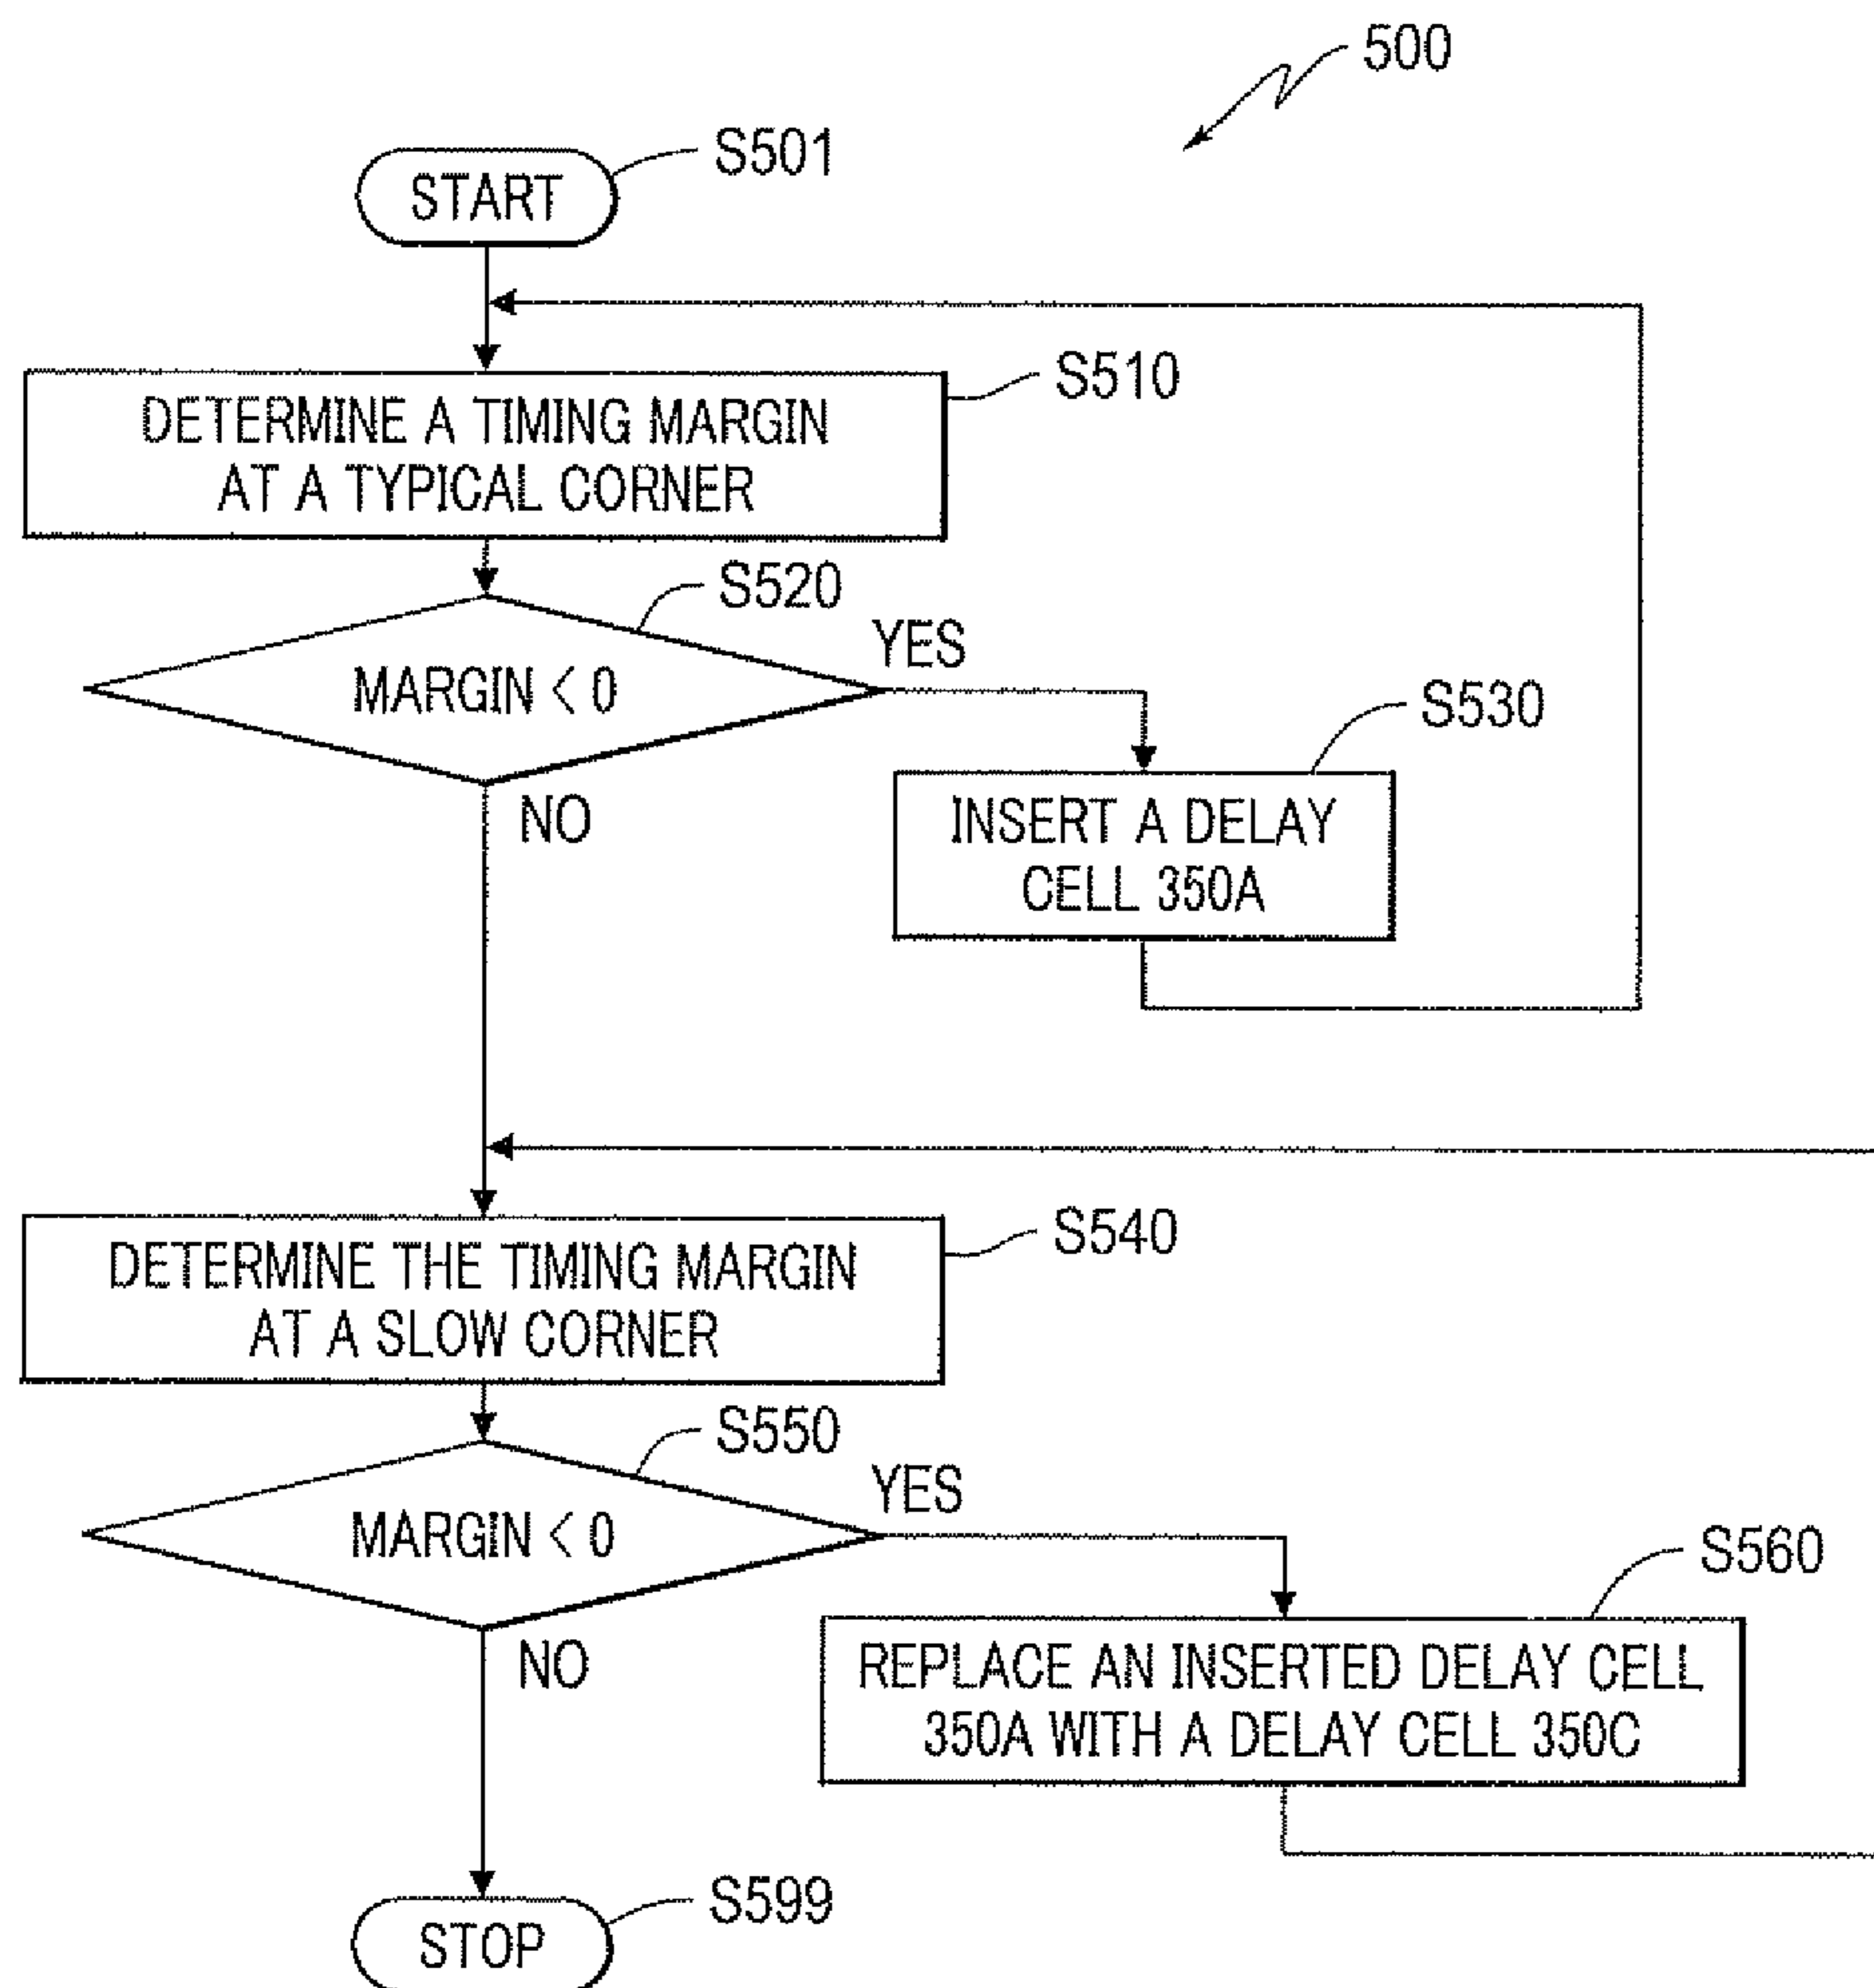 500
S501
START
S510
DETERMINE A TIMING MARGIN
AT A TYPICAL CORNER
S520
YES
MARGIN < 0
S530
NO
INSERT A DELAY
CELL 350A
S540
DETERMINE THE TIMING MARGIN
AT A SLOW CORNER
S550
YES
MARGIN < 0
S560
NO
REPLACE AN INSERTED DELAY CELL
350A WITH A DELAY CELL 350C
S599
STOP